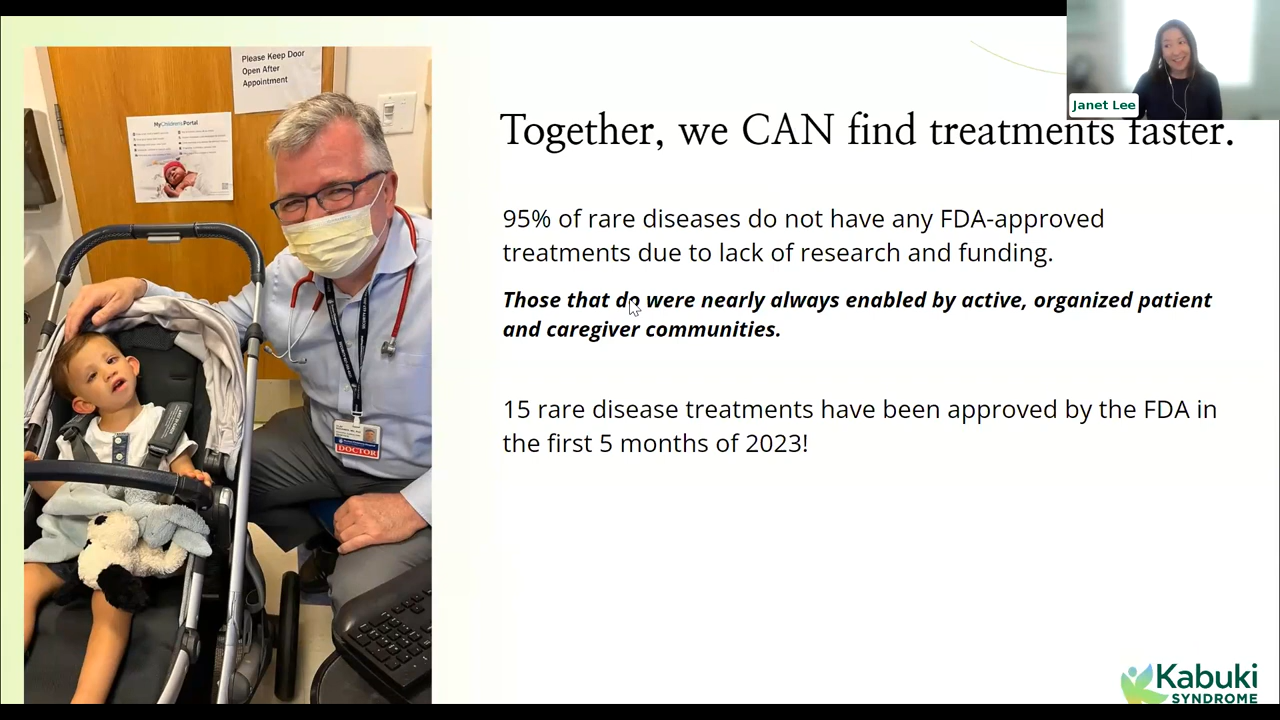 Please Keep Door
Open After
Appointment
MyChildren'sPortal
Janet Lee
Together, we CAN find treatments faster.
95% of rare diseases do not have any FDA-approved
treatments due to lack of research and funding.
Those that do were nearly always enabled by active, organized patient
and caregiver communities.
15 rare disease treatments have been approved by the FDA in
the first 5 months of 2023!
DOCTOR
Kabuki
SYNDROME